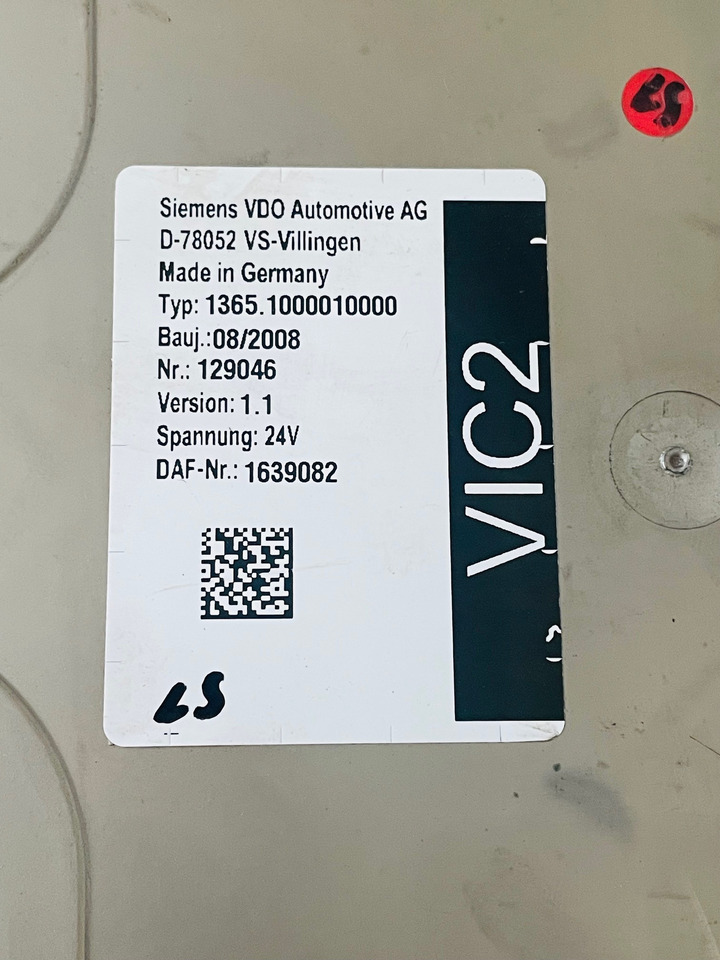 LS
Siemens VDO Automotive AG
D-78052 VS-Villingen
Made in Germany
Typ: 1365.1000010000
Bauj.:08/2008
Nr.: 129046
Version: 1.1
Spannung: 24V
DAF-Nr.: 1639082
VIC2
LS